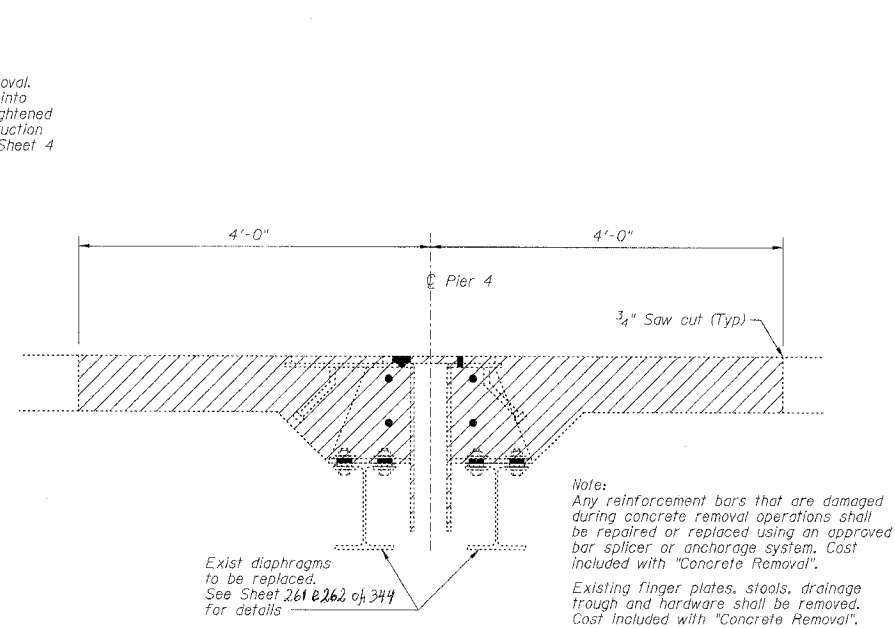 oval.
into
ghtened
uction
Sheet 4
4'-0"
4'-0"
℄ Pier 4
3/4" Saw cut (Typ)
Note:
Any reinforcement bars that are damaged
during concrete removal operations shall
be repaired or replaced using an approved
bar splicer or anchorage system. Cost
included with "Concrete Removal".
Existing finger plates, stools, drainage
trough and hardware shall be removed.
Cost included with "Concrete Removal".
Exist diaphragms
to be replaced.
See Sheet 261 & 262 of 344
for details